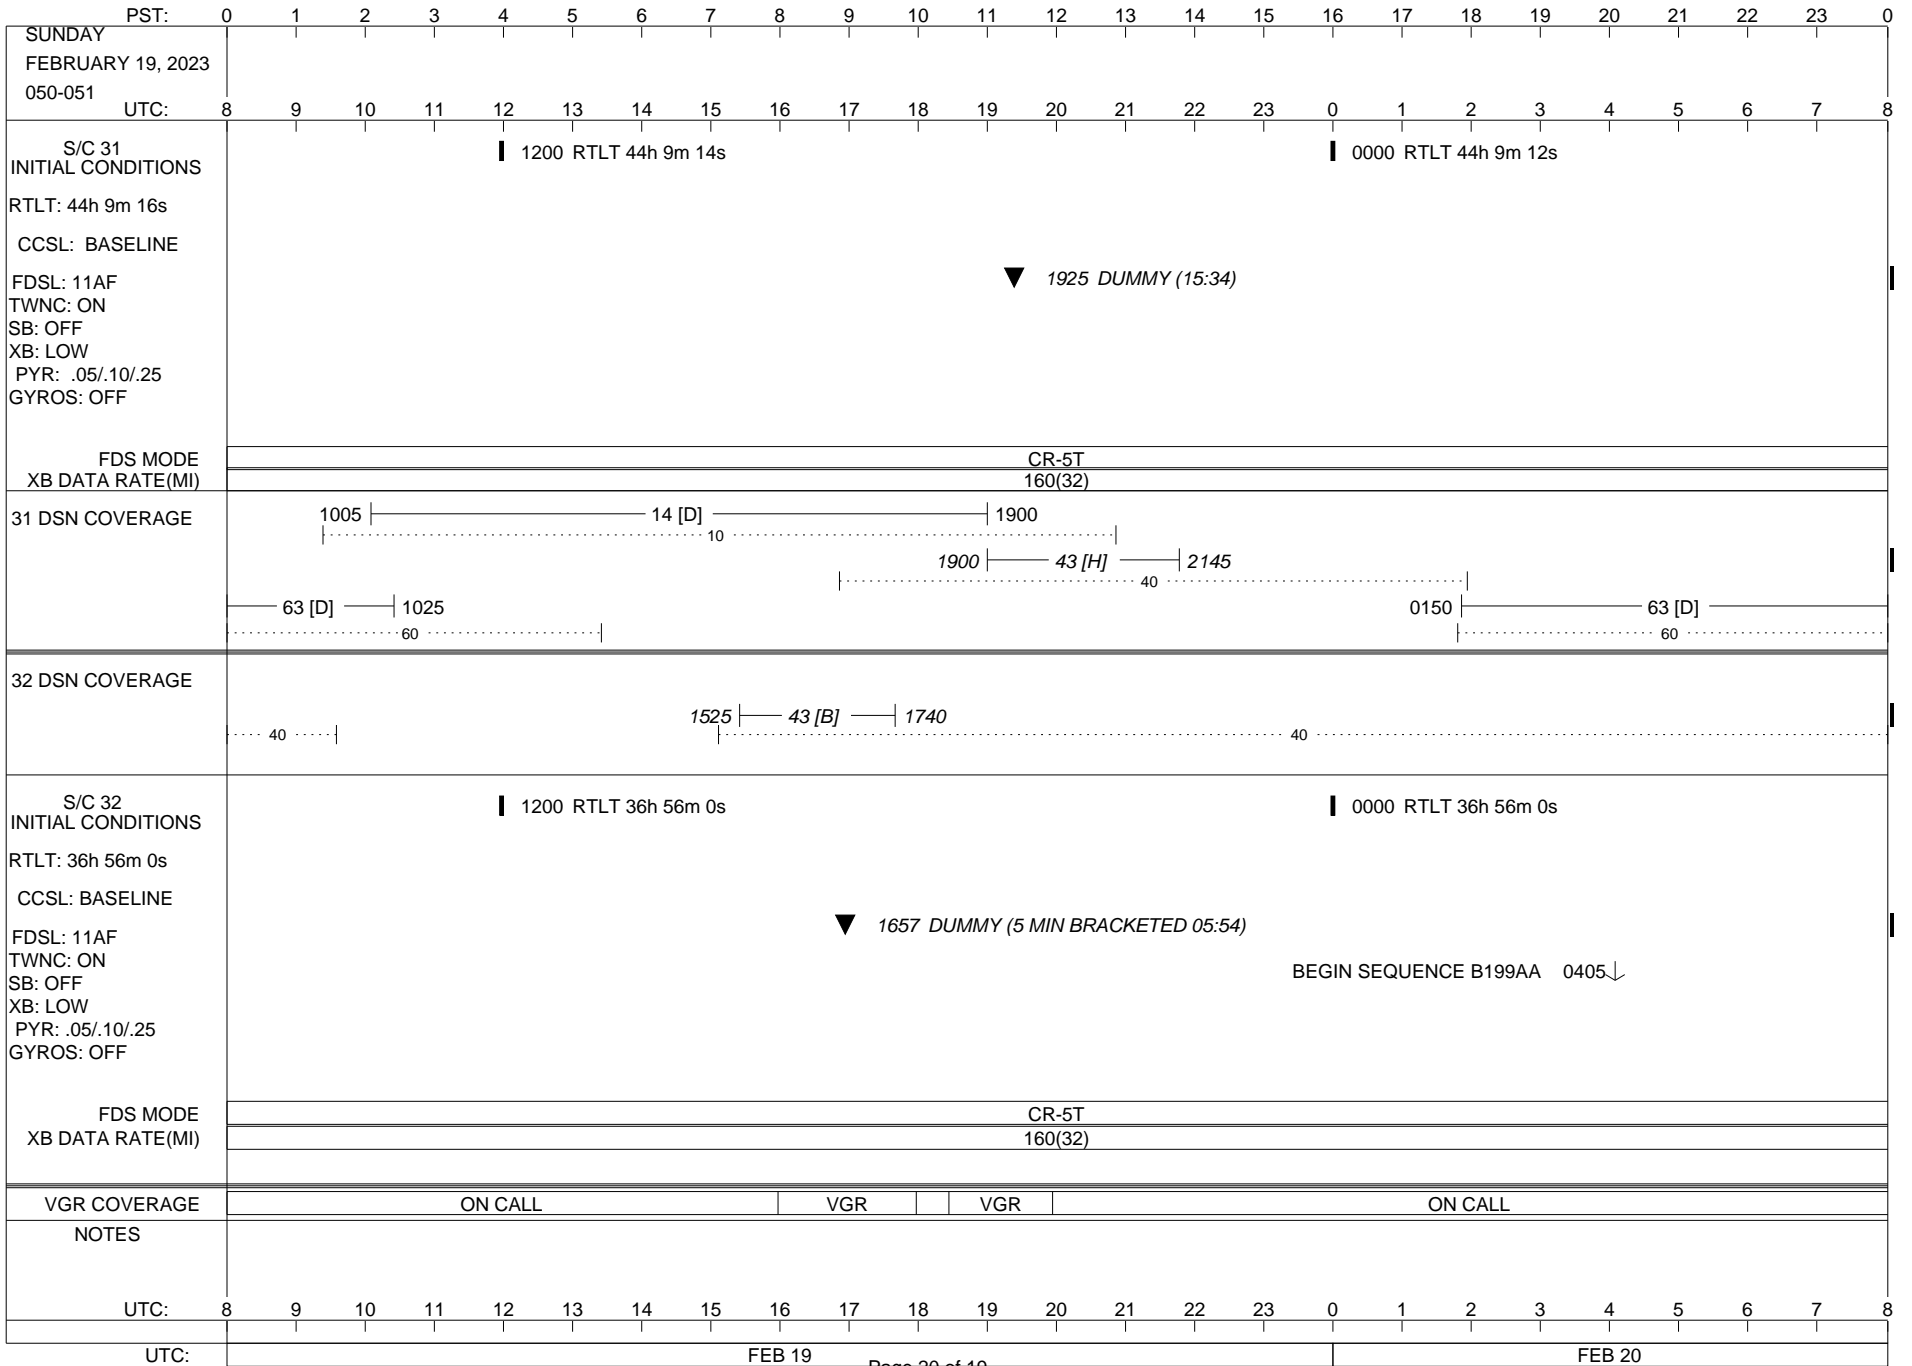 PST: 0 1 2 3 4 5 6 7 8 9 10 11 12 13 14 15 16 17 18 19 20 21 22 23 0
SUNDAY
FEBRUARY 19, 2023
050-051
UTC: 8 9 10 11 12 13 14 15 16 17 18 19 20 21 22 23 0 1 2 3 4 5 6 7 8
S/C 31
INITIAL CONDITIONS
1200 RTLT 44h 9m 14s
0000 RTLT 44h 9m 12s
RTLT: 44h 9m 16s
CCSL: BASELINE
FDSL: 11AF
1925 DUMMY (15:34)
TWNC: ON
SB: OFF
XB: LOW
PYR: .05/.10/.25
GYROS: OFF
FDS MODE CR-5T
XB DATA RATE(MI) 160(32)
31 DSN COVERAGE
1005 14 [D] 1900
10
1900 43 [H] 2145
40
63 [D] 1025
0150 63 [D]
60
60
32 DSN COVERAGE
1525 43 [B] 1740
40
40
S/C 32
INITIAL CONDITIONS
1200 RTLT 36h 56m 0s
0000 RTLT 36h 56m 0s
RTLT: 36h 56m 0s
CCSL: BASELINE
1657 DUMMY (5 MIN BRACKETED 05:54)
FDSL: 11AF
TWNC: ON
BEGIN SEQUENCE B199AA 0405
SB: OFF
XB: LOW
PYR: .05/.10/.25
GYROS: OFF
FDS MODE CR-5T
XB DATA RATE(MI) 160(32)
VGR COVERAGE ON CALL VGR VGR ON CALL
NOTES
UTC: 8 9 10 11 12 13 14 15 16 17 18 19 20 21 22 23 0 1 2 3 4 5 6 7 8
UTC: FEB 19 FEB 20
Page 20 of 19